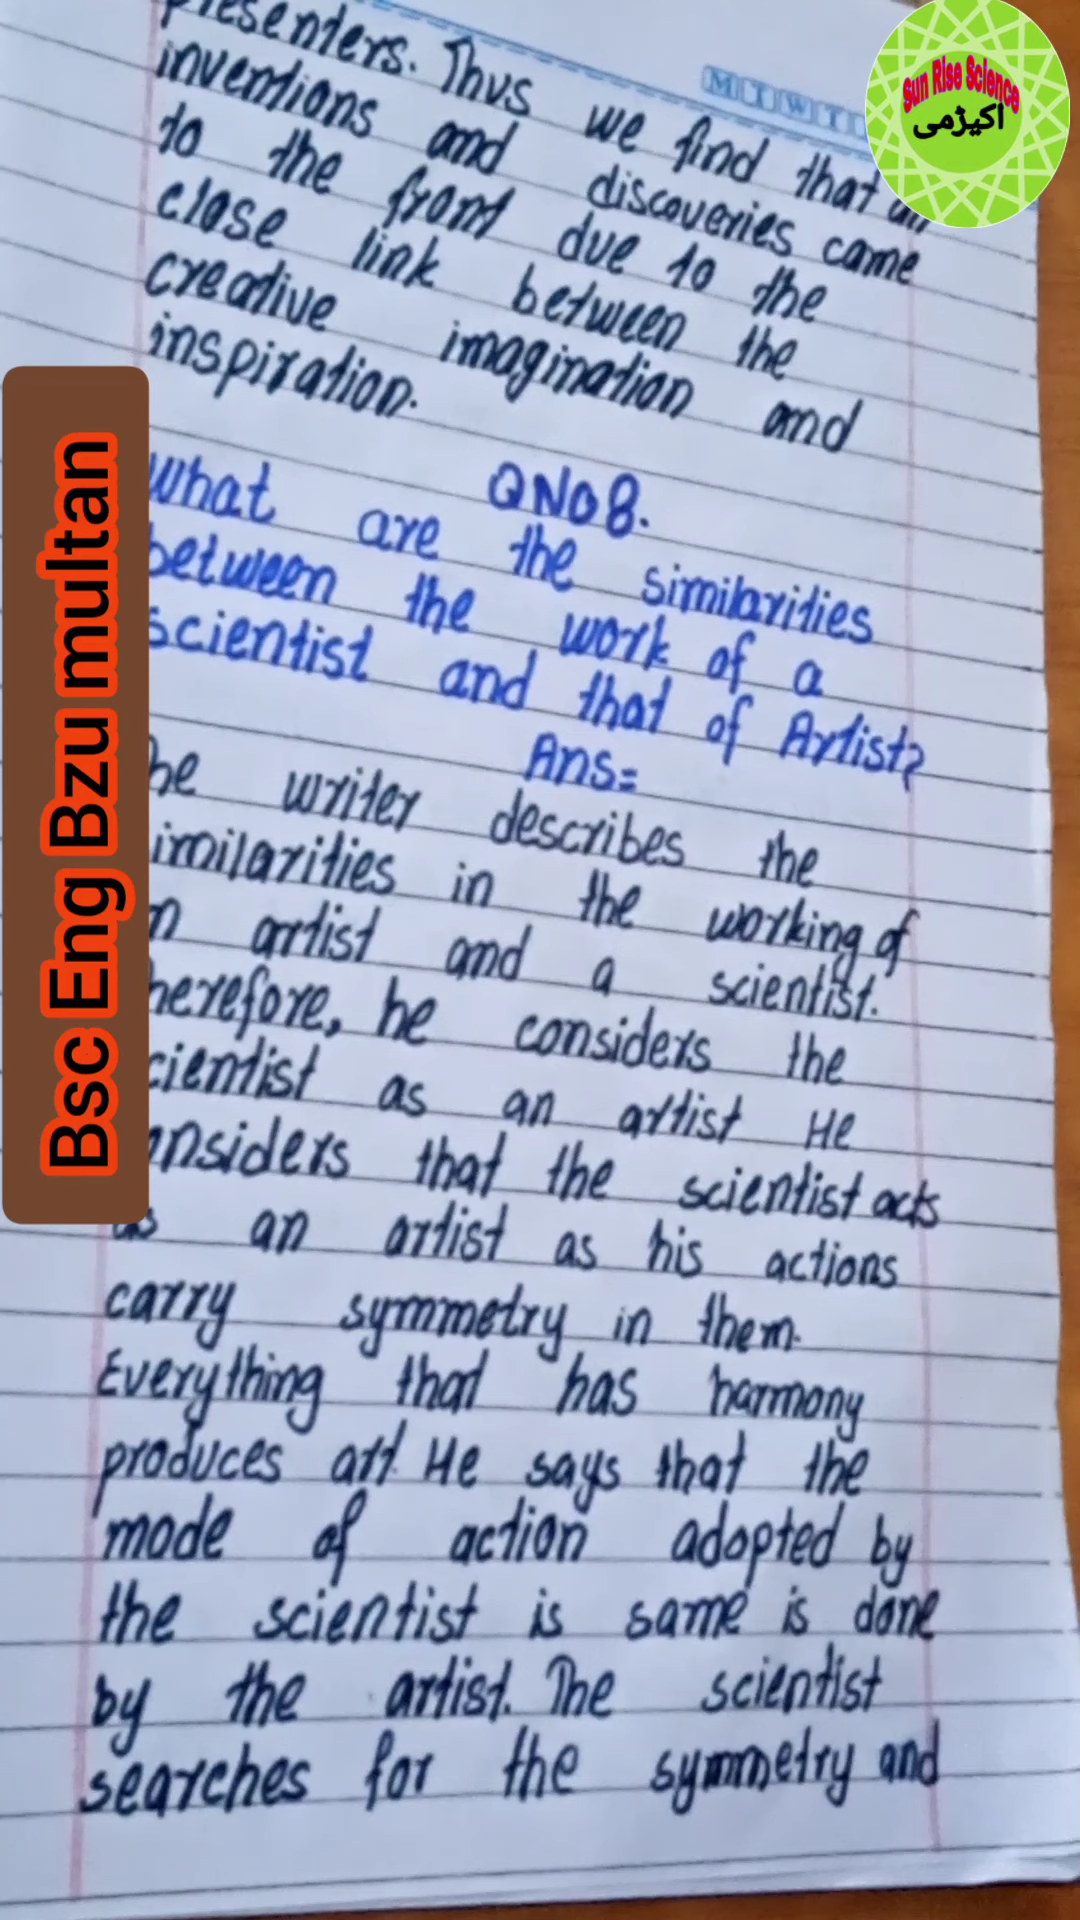 presenters. Thus we find that all
inventions and discoveries came
to the front due to the
close link between the
creative imagination and
inspiration.
QNO8.
What are the similarities
between the work of a
scientist and that of Artist?
Ans=
he writer describes the
imilarities in the working of
n artist and a scientist.
herefore, he considers the
cientist as an artist He
onsiders that the scientist acts
as an artist as his actions
carry symmetry in them.
Everything that has harmony
produces art. He says that the
mode of action adopted by
the scientist is same is done
by the artist. The scientist
searches for the symmetry and
M T W T
Sun Rise Science
اکیڑمی
Bsc Eng Bzu multan